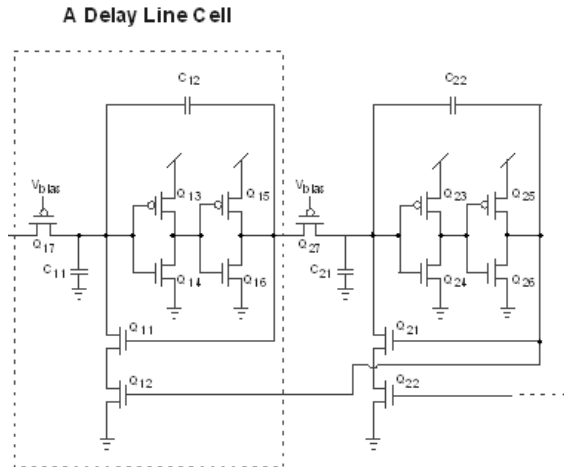 A Delay Line Cell
C12
C22
Vbias
Q13
Q15
Vbias
Q23
Q25
Q17
C11
Q14
Q16
Q27
C21
Q24
Q26
Q11
Q21
Q12
Q22